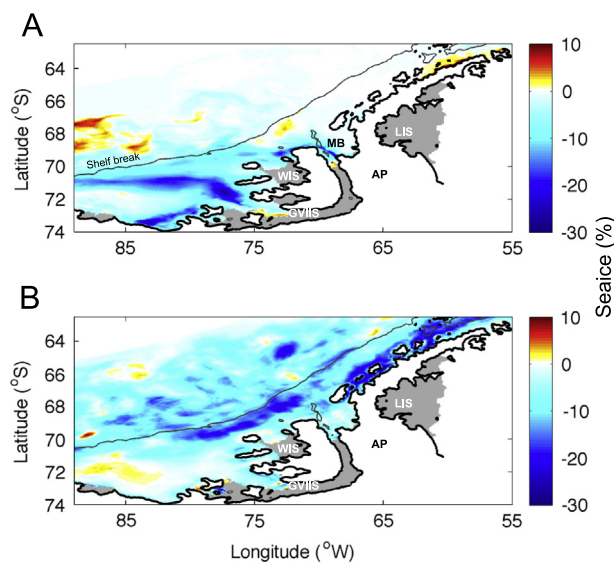 A
Latitude (°S)
64
66
68
70
72
74
85
75
65
55
Shelf break
MB
LIS
WIS
AP
GVIIS
10
0
-10
-20
-30
Seaice (%)
B
Latitude (°S)
64
66
68
70
72
74
85
75
65
55
LIS
WIS
AP
GVIIS
10
0
-10
-20
-30
Longitude (°W)